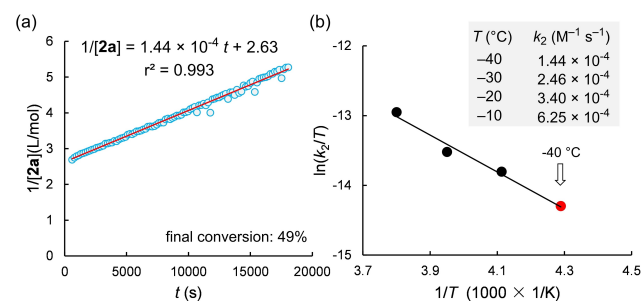 (a)
1/[2a] = 1.44 × 10⁻⁴ t + 2.63
r² = 0.993
6
5
4
3
2
1
0
1/[2a](L/mol)
final conversion: 49%
0 5000 10000 15000 20000
t (s)
(b)
T (°C) k₂ (M⁻¹ s⁻¹)
–40 1.44 × 10⁻⁴
–30 2.46 × 10⁻⁴
–20 3.40 × 10⁻⁴
–10 6.25 × 10⁻⁴
-12
-13
-14
-15
ln(k₂/T)
-40 °C
3.7 3.9 4.1 4.3 4.5
1/T (1000 × 1/K)